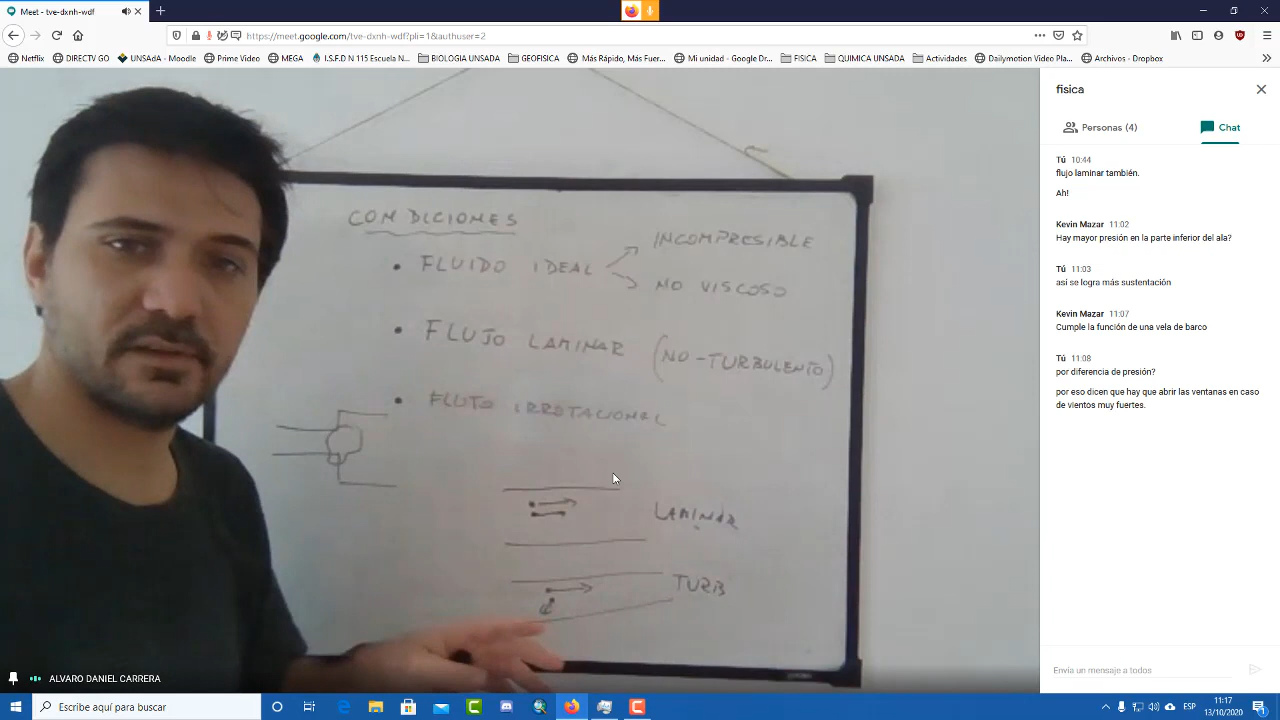 Meet - tve-dxnh-wdf
https://meet.google.com/tve-dxnh-wdf?pli=1&authuser=2
Netflix DIRECTV GO UNSAdA - Moodle Prime Video MEGA I.S.F.D N 115 Escuela N... BIOLOGIA UNSADA GEOFISICA Más Rápido, Más Fuer... Mi unidad - Google Dr... FISICA QUIMICA UNSADA Actividades Dailymotion Video Pla... Archivos - Dropbox
CONDICIONES
• FLUIDO IDEAL
INCOMPRESIBLE
NO VISCOSO
• FLUJO LAMINAR (NO-TURBULENTO)
• FLUJO IRROTACIONAL
LAMINAR
TURB
ALVARO DANIEL CARRERA
fisica
Personas (4) Chat
Tú 10:44
flujo laminar también.
Ah!
Kevin Mazar 11:02
Hay mayor presión en la parte inferior del ala?
Tú 11:03
asi se logra más sustentación
Kevin Mazar 11:07
Cumple la función de una vela de barco
Tú 11:08
por diferencia de presión?
por eso dicen que hay que abrir las ventanas en caso
de vientos muy fuertes.
Envía un mensaje a todos
Escribe aquí para buscar
ESP
11:17
13/10/2020